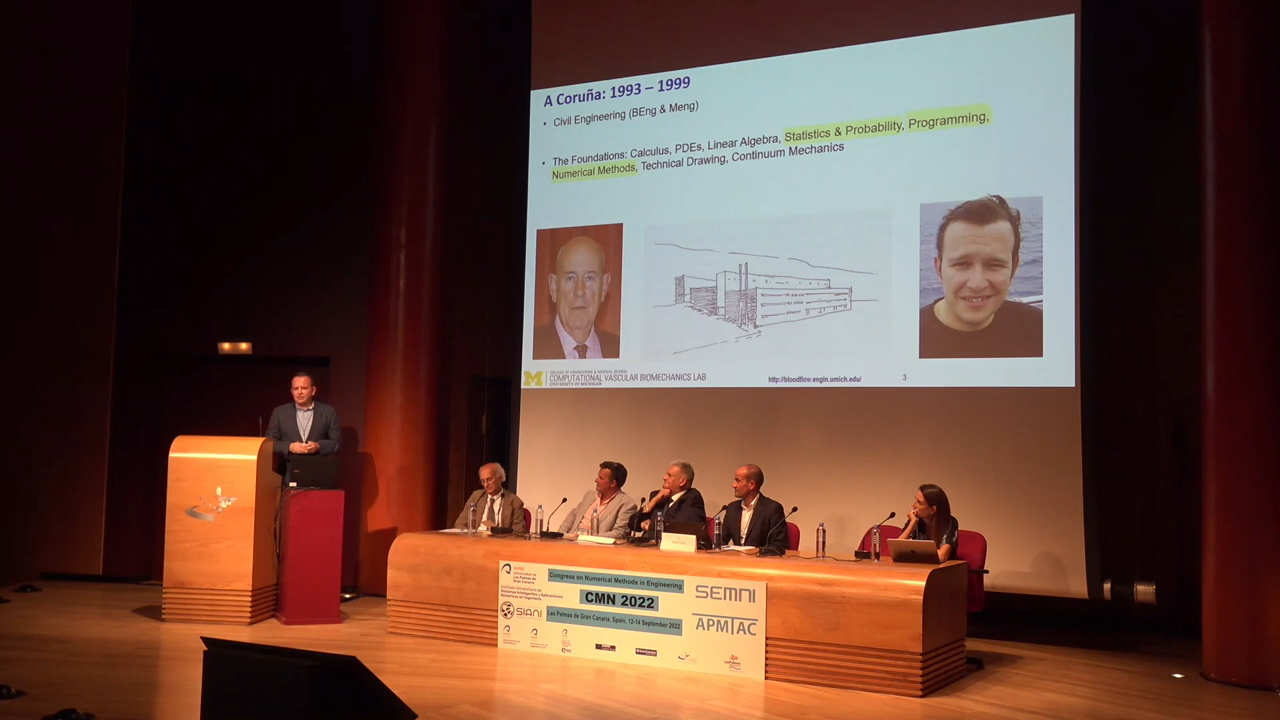 A Coruña: 1993 – 1999
• Civil Engineering (BEng & Meng)
• The Foundations: Calculus, PDEs, Linear Algebra, Statistics & Probability, Programming,
Numerical Methods, Technical Drawing, Continuum Mechanics
M
COMPUTATIONAL VASCULAR BIOMECHANICS LAB
UNIVERSITY OF MICHIGAN
http://bloodflow.engin.umich.edu/
3
Congress on Numerical Methods in Engineering
CMN 2022
Las Palmas de Gran Canaria, Spain, 12-14 September 2022
SIANI
SEMNI
APMTAC